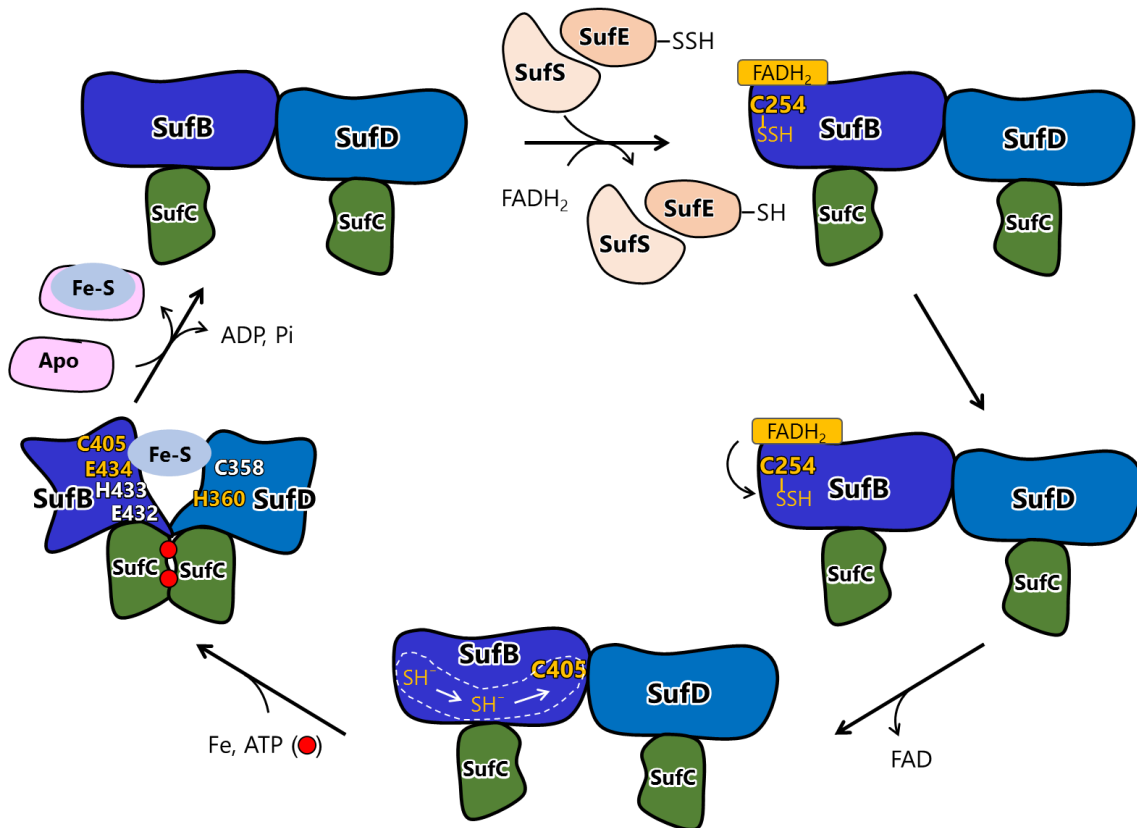 SufB
SufD
SufC
SufC
SufE
–SSH
SufS
FADH₂
SufE
–SH
SufS
FADH₂
C254
SSH
SufB
SufD
SufC
SufC
FADH₂
C254
SSH
SufB
SufD
SufC
SufC
FAD
SufB
C405
SH⁻
SH⁻
SufD
SufC
SufC
Fe, ATP ( )
C405
Fe-S
E434
C358
SufB
H433
H360
SufD
E432
SufC
SufC
Fe-S
ADP, Pi
Apo